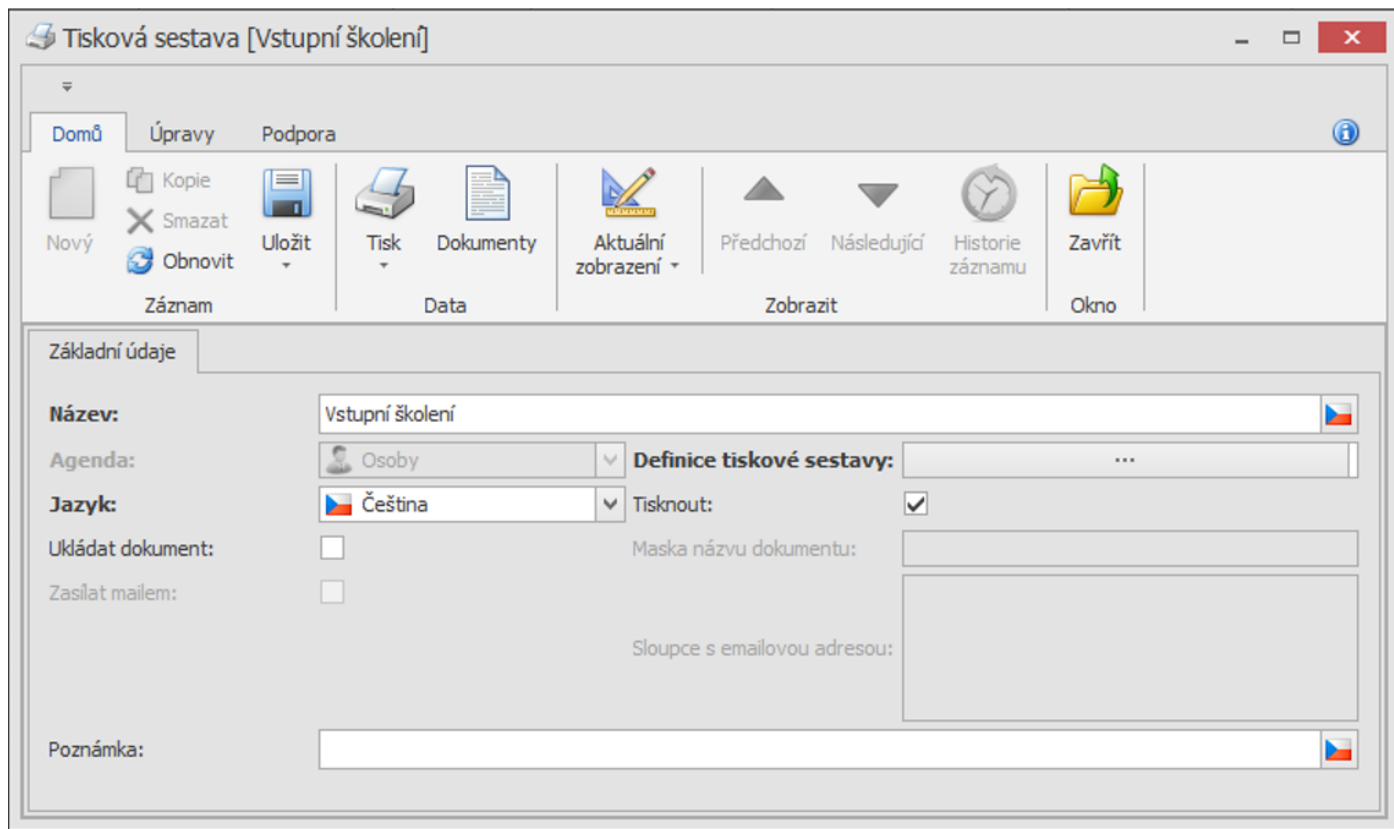 Tisková sestava [Vstupní školení]
Domů Úpravy Podpora
Nový
Kopie
Smazat
Obnovit
Uložit
Tisk
Dokumenty
Aktuální
zobrazení
Předchozí
Následující
Historie
záznamu
Zavřít
Záznam Data Zobrazit Okno
Základní údaje
Název: Vstupní školení
Agenda: Osoby Definice tiskové sestavy: ...
Jazyk: Čeština Tisknout:
Ukládat dokument: Maska názvu dokumentu:
Zasílat mailem:
Sloupce s emailovou adresou:
Poznámka: